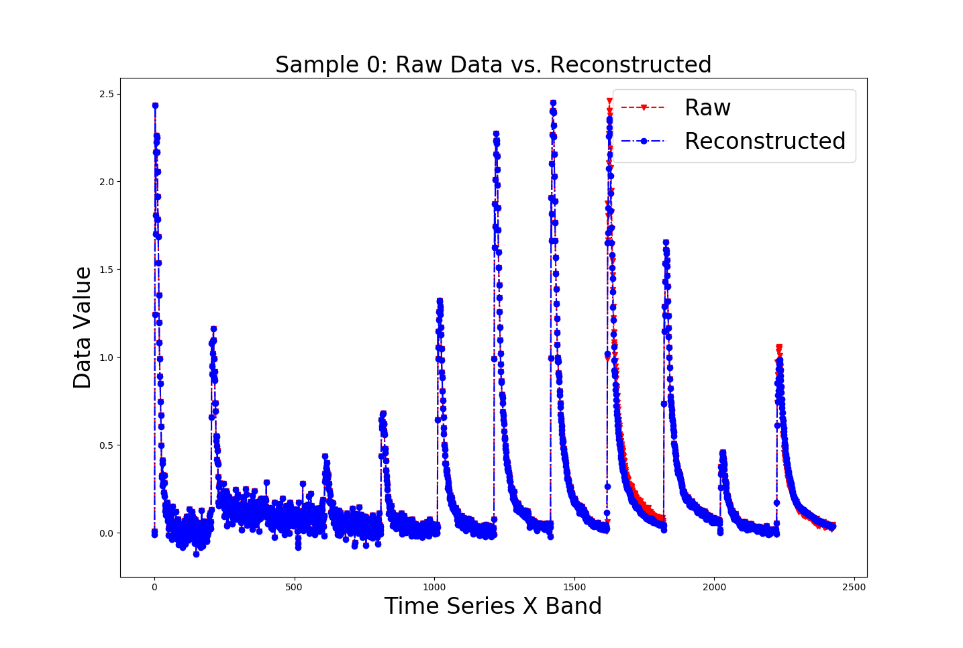 Sample 0: Raw Data vs. Reconstructed
2.5
2.0
1.5
1.0
0.5
0.0
Data Value
Raw
Reconstructed
0 500 1000 1500 2000 2500
Time Series X Band